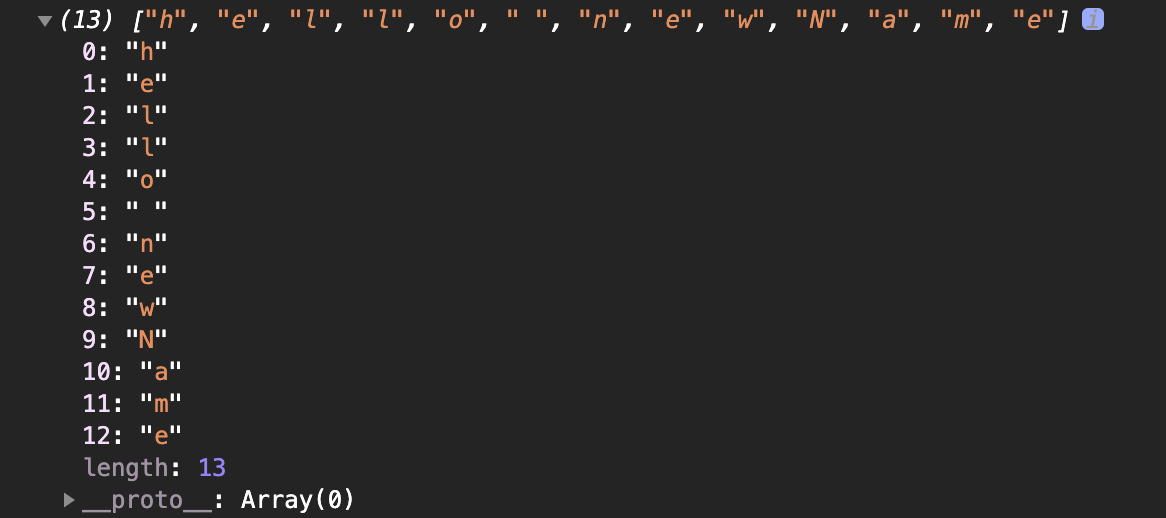 ▼(13) ["h", "e", "l", "l", "o", " ", "n", "e", "w", "N", "a", "m", "e"] i
0: "h"
1: "e"
2: "l"
3: "l"
4: "o"
5: " "
6: "n"
7: "e"
8: "w"
9: "N"
10: "a"
11: "m"
12: "e"
length: 13
▶__proto__: Array(0)